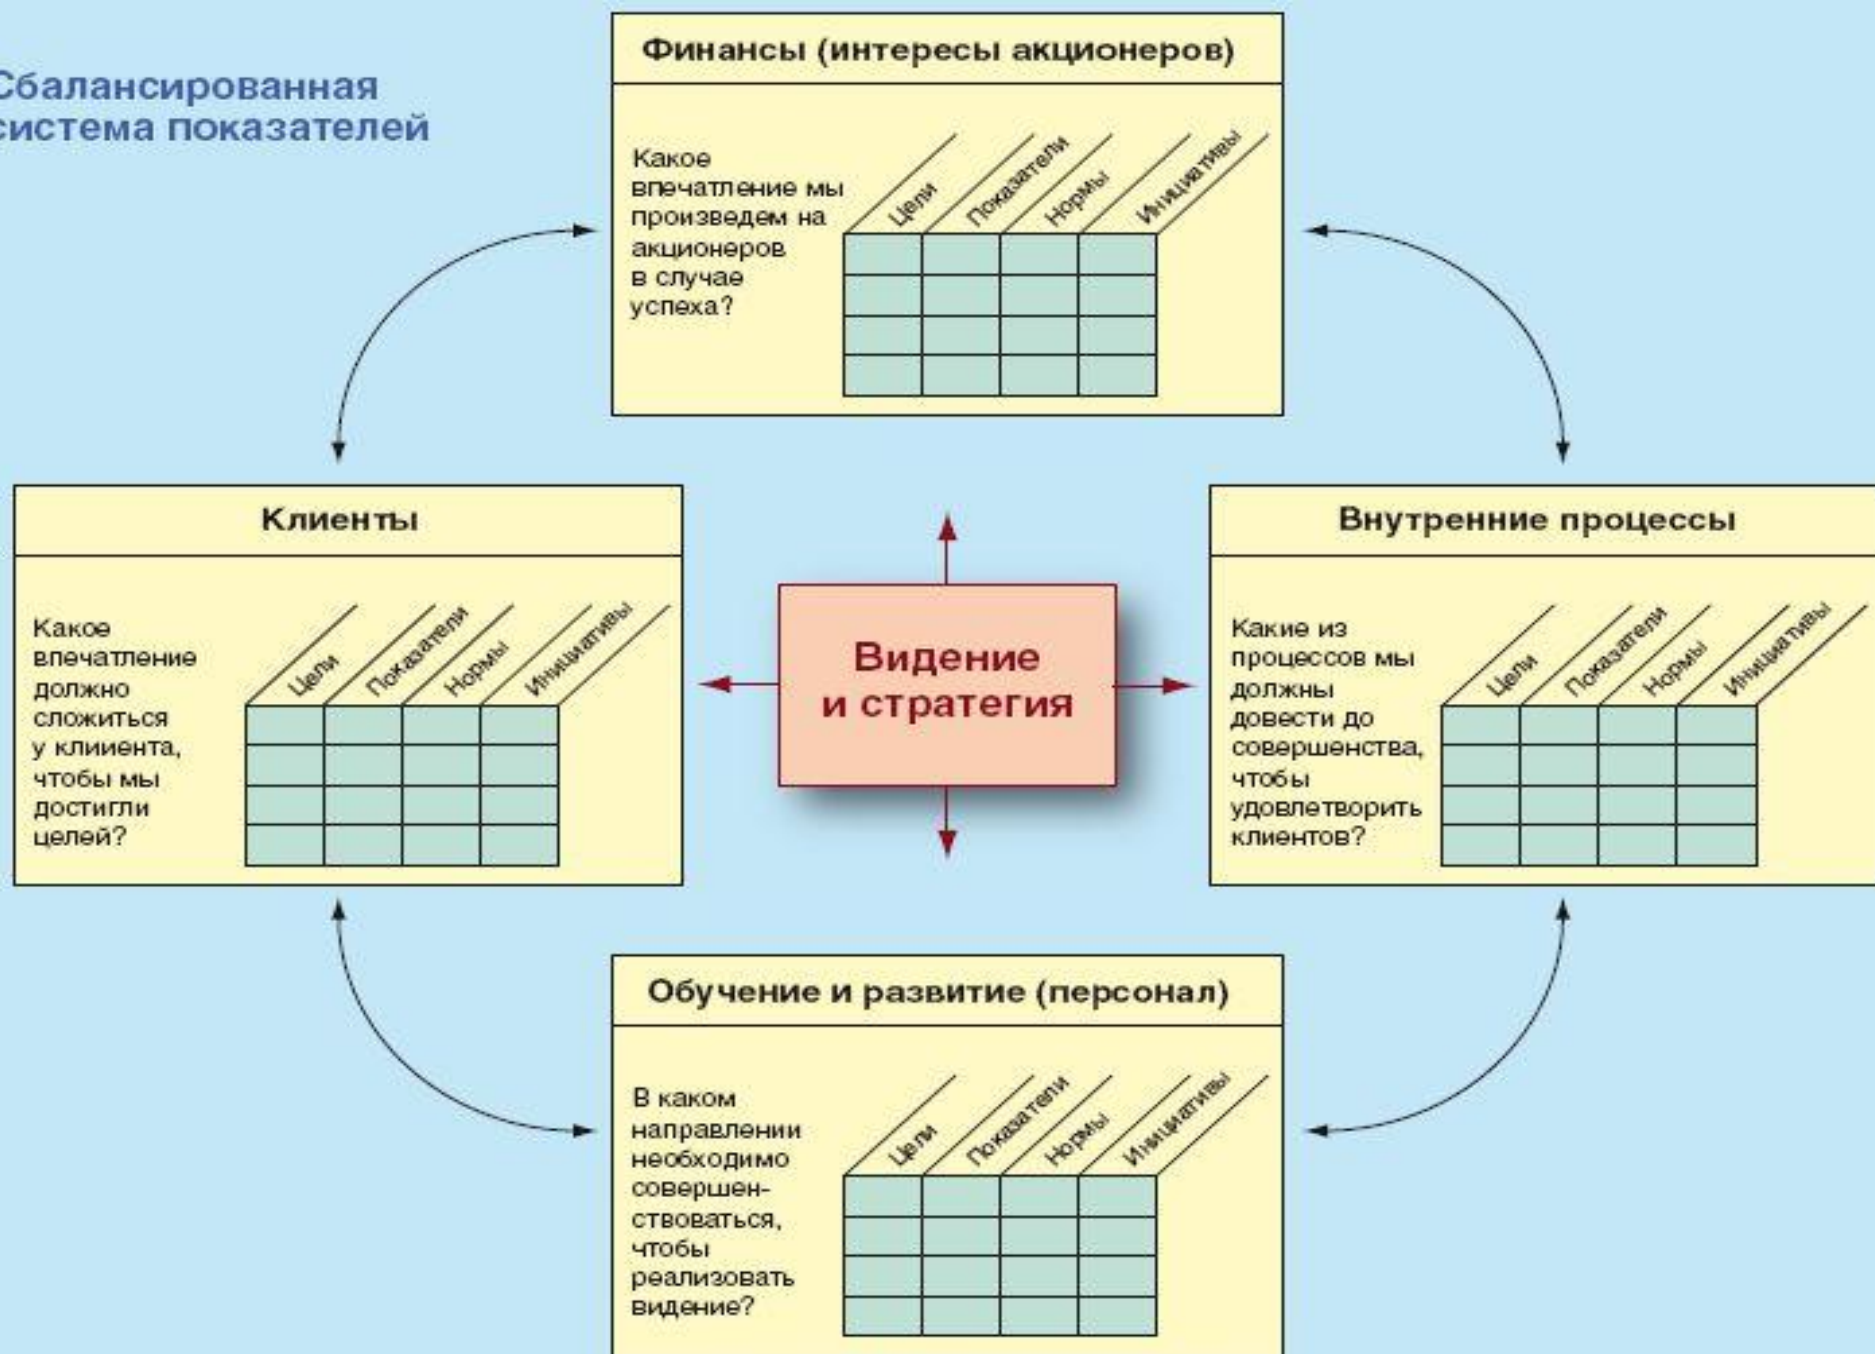 Сбалансированная
система показателей
Финансы (интересы акционеров)
Какое
впечатление мы
произведем на
акционеров
в случае
успеха?
Цели
Показатели
Нормы
Инициативы
Клиенты
Какое
впечатление
должно
сложиться
у клииента,
чтобы мы
достигли
целей?
Цели
Показатели
Нормы
Инициативы
Видение
и стратегия
Внутренние процессы
Какие из
процессов мы
должны
довести до
совершенства,
чтобы
удовлетворить
клиентов?
Цели
Показатели
Нормы
Инициативы
Обучение и развитие (персонал)
В каком
направлении
необходимо
совершен-
ствоваться,
чтобы
реализовать
видение?
Цели
Показатели
Нормы
Инициативы